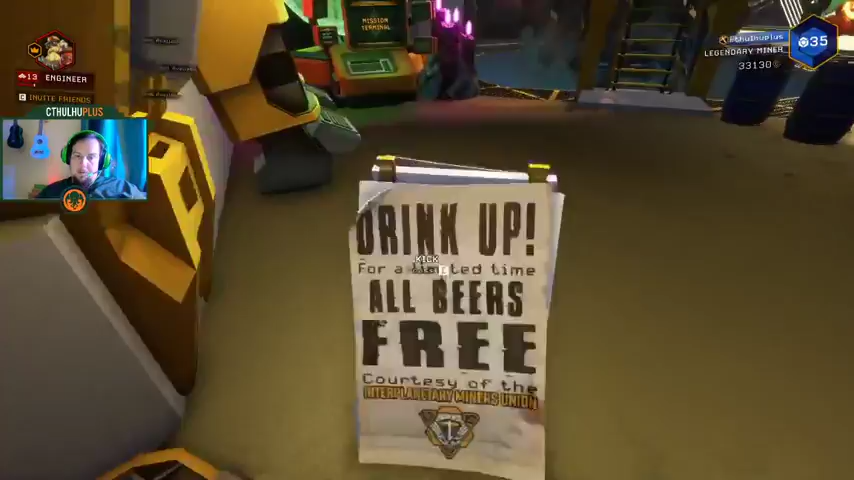 MISSION
TERMINAL
Cthulhuplus
LEGENDARY MINER
33130
35
13 ENGINEER
INVITE FRIENDS
CTHULHUPLUS
DRINK UP!
KICK
For a limited time
ALL BEERS
FREE
Courtesy of the
INTERPLANETARY MINERS UNION